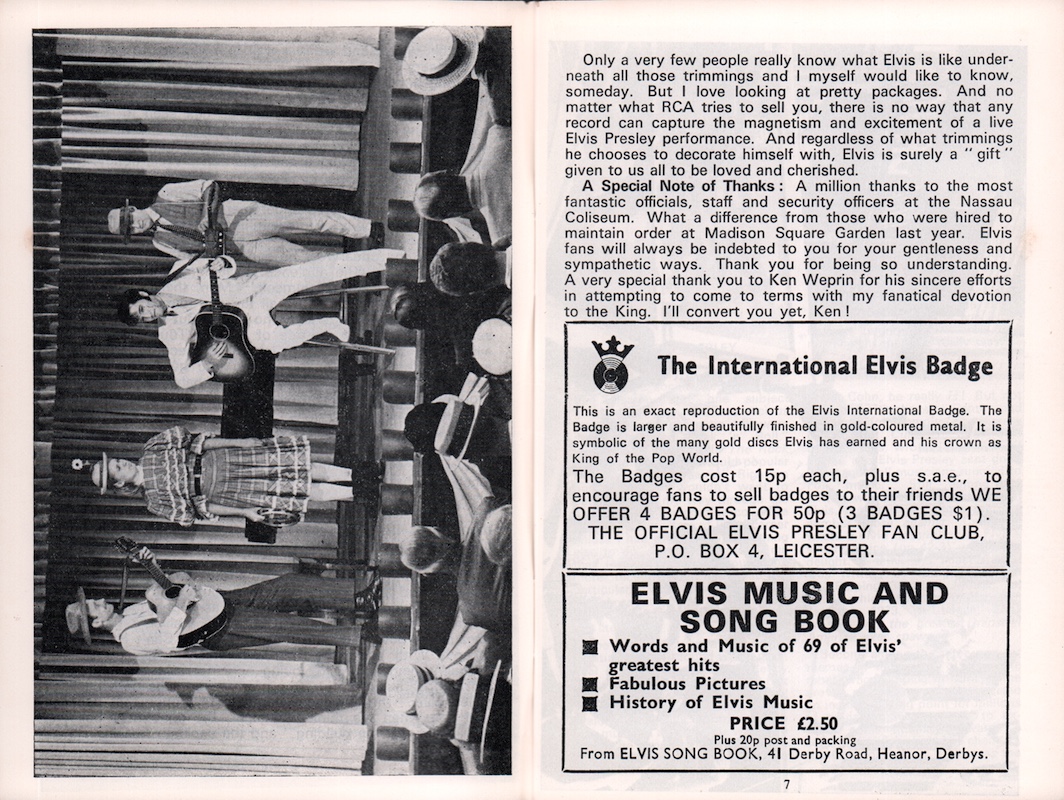 Only a very few people really know what Elvis is like under-
neath all those trimmings and I myself would like to know,
someday. But I love looking at pretty packages. And no
matter what RCA tries to sell you, there is no way that any
record can capture the magnetism and excitement of a live
Elvis Presley performance. And regardless of what trimmings
he chooses to decorate himself with, Elvis is surely a "gift"
given to us all to be loved and cherished.
A Special Note of Thanks: A million thanks to the most
fantastic officials, staff and security officers at the Nassau
Coliseum. What a difference from those who were hired to
maintain order at Madison Square Garden last year. Elvis
fans will always be indebted to you for your gentleness and
sympathetic ways. Thank you for being so understanding.
A very special thank you to Ken Weprin for his sincere efforts
in attempting to come to terms with my fanatical devotion
to the King. I'll convert you yet, Ken!
The International Elvis Badge
This is an exact reproduction of the Elvis International Badge. The
Badge is larger and beautifully finished in gold-coloured metal. It is
symbolic of the many gold discs Elvis has earned and his crown as
King of the Pop World.
The Badges cost 15p each, plus s.a.e., to
encourage fans to sell badges to their friends WE
OFFER 4 BADGES FOR 50p (3 BADGES $1).
THE OFFICIAL ELVIS PRESLEY FAN CLUB,
P.O. BOX 4, LEICESTER.
ELVIS MUSIC AND
SONG BOOK
Words and Music of 69 of Elvis'
greatest hits
Fabulous Pictures
History of Elvis Music
PRICE £2.50
Plus 20p post and packing
From ELVIS SONG BOOK, 41 Derby Road, Heanor, Derbys.
7